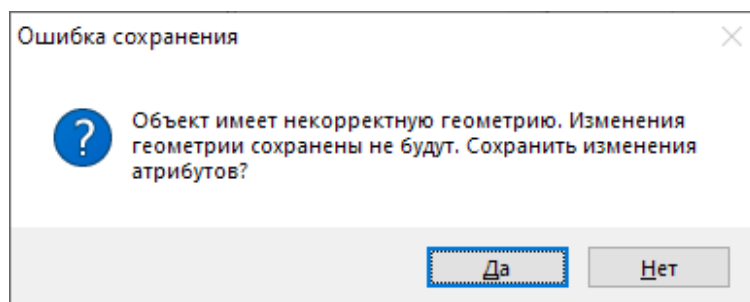 Ошибка сохранения
Объект имеет некорректную геометрию. Изменения
геометрии сохранены не будут. Сохранить изменения
атрибутов?
Да
Нет